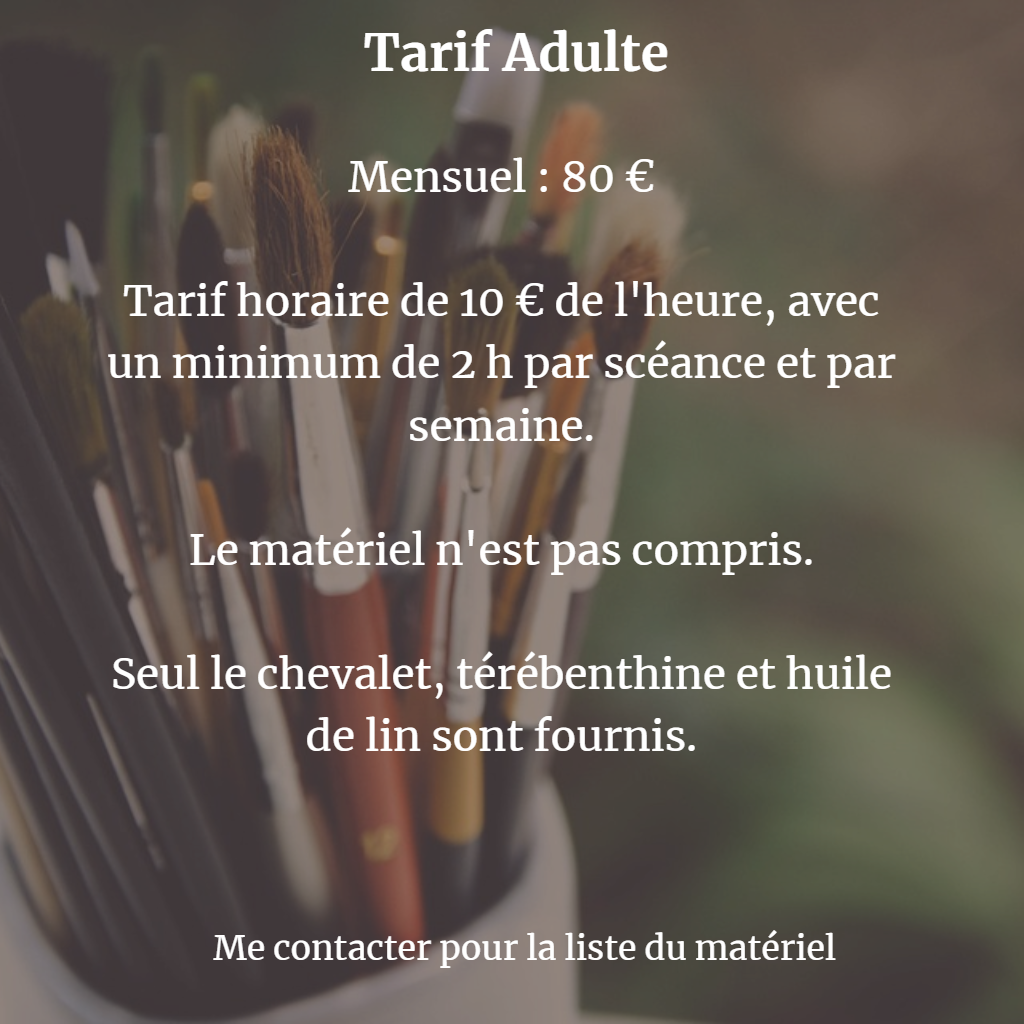 Tarif Adulte
Mensuel : 80 €
Tarif horaire de 10 € de l'heure, avec
un minimum de 2 h par scéance et par
semaine.
Le matériel n'est pas compris.
Seul le chevalet, térébenthine et huile
de lin sont fournis.
Me contacter pour la liste du matériel